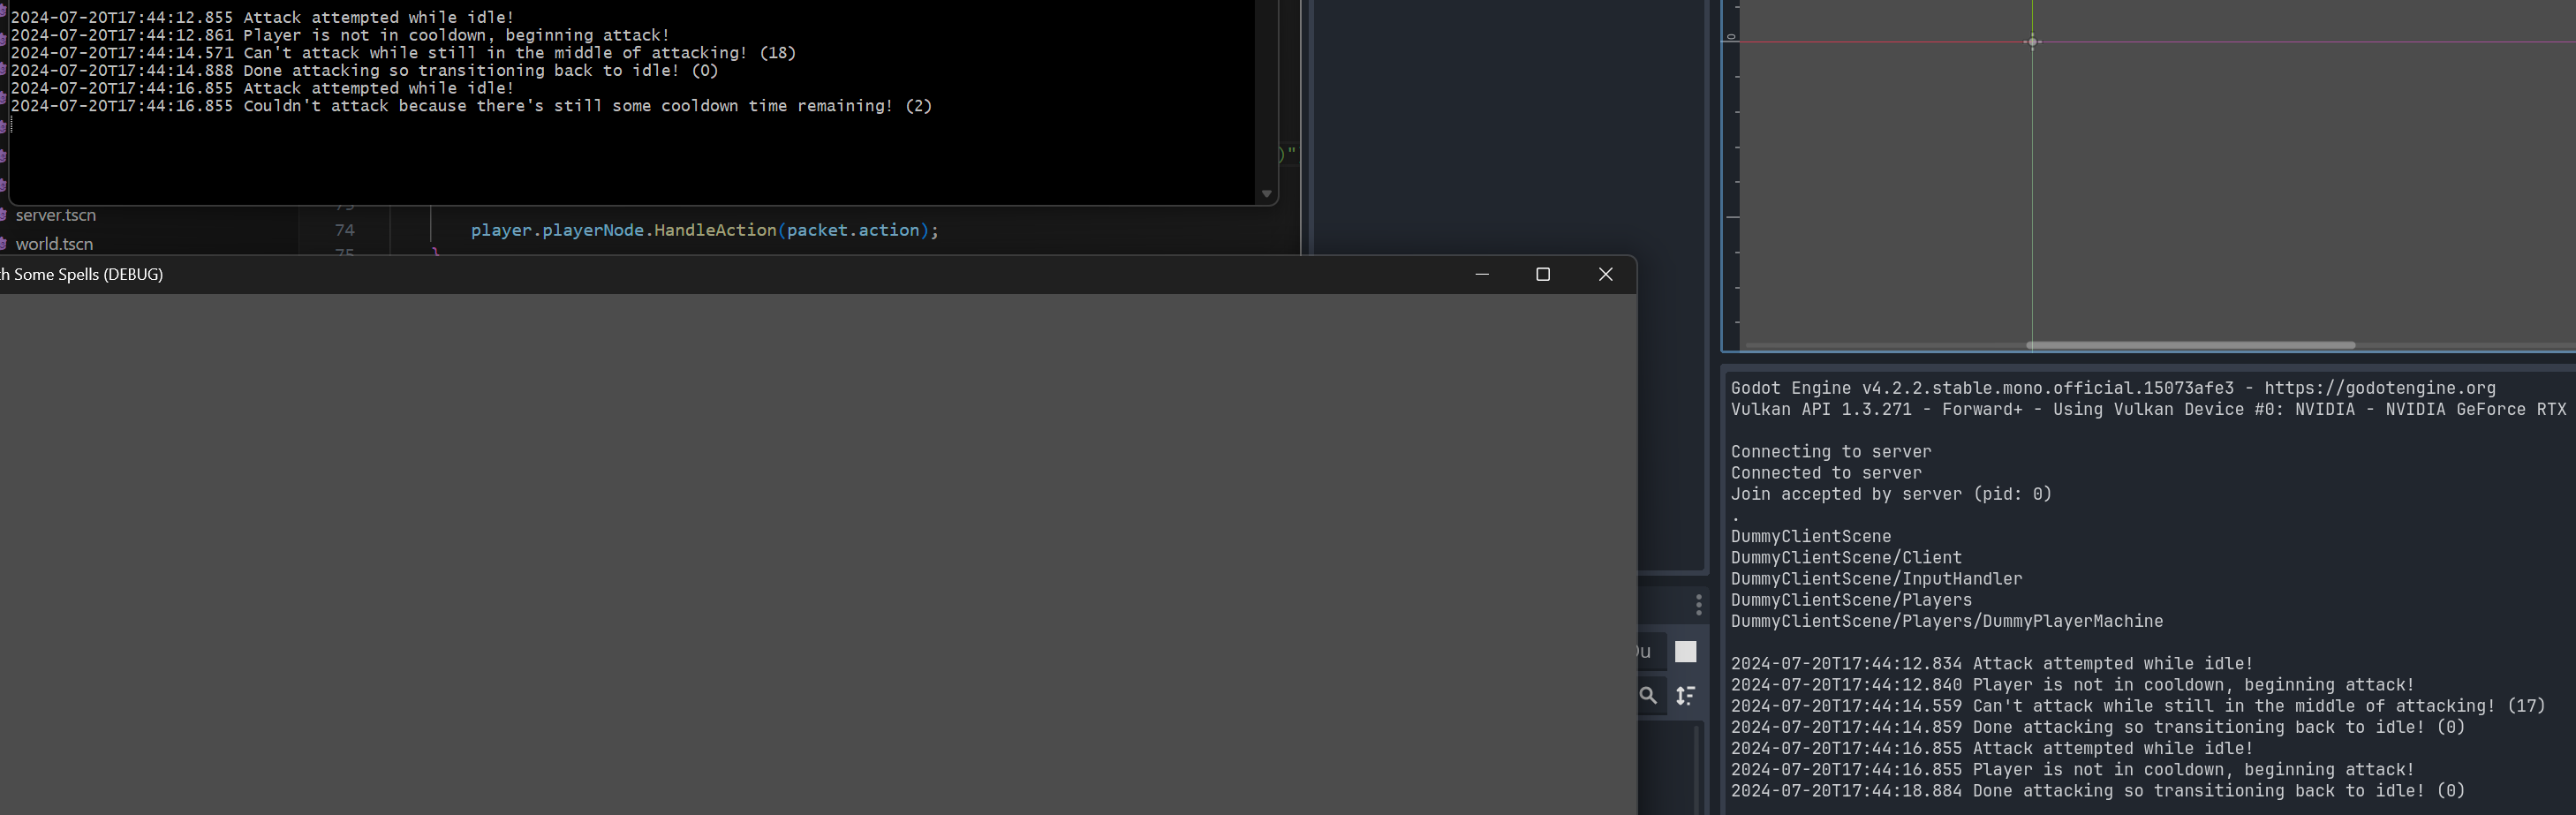 2024-07-20T17:44:12.855 Attack attempted while idle!
2024-07-20T17:44:12.861 Player is not in cooldown, beginning attack!
2024-07-20T17:44:14.571 Can't attack while still in the middle of attacking! (18)
2024-07-20T17:44:14.888 Done attacking so transitioning back to idle! (0)
2024-07-20T17:44:16.855 Attack attempted while idle!
2024-07-20T17:44:16.855 Couldn't attack because there's still some cooldown time remaining! (2)
)"
server.tscn
world.tscn
74 player.playerNode.HandleAction(packet.action);
75 }
th Some Spells (DEBUG)
0
Godot Engine v4.2.2.stable.mono.official.15073afe3 - https://godotengine.org
Vulkan API 1.3.271 - Forward+ - Using Vulkan Device #0: NVIDIA - NVIDIA GeForce RTX
Connecting to server
Connected to server
Join accepted by server (pid: 0)
.
DummyClientScene
DummyClientScene/Client
DummyClientScene/InputHandler
DummyClientScene/Players
DummyClientScene/Players/DummyPlayerMachine
2024-07-20T17:44:12.834 Attack attempted while idle!
2024-07-20T17:44:12.840 Player is not in cooldown, beginning attack!
2024-07-20T17:44:14.559 Can't attack while still in the middle of attacking! (17)
2024-07-20T17:44:14.859 Done attacking so transitioning back to idle! (0)
2024-07-20T17:44:16.855 Attack attempted while idle!
2024-07-20T17:44:16.855 Player is not in cooldown, beginning attack!
2024-07-20T17:44:18.884 Done attacking so transitioning back to idle! (0)